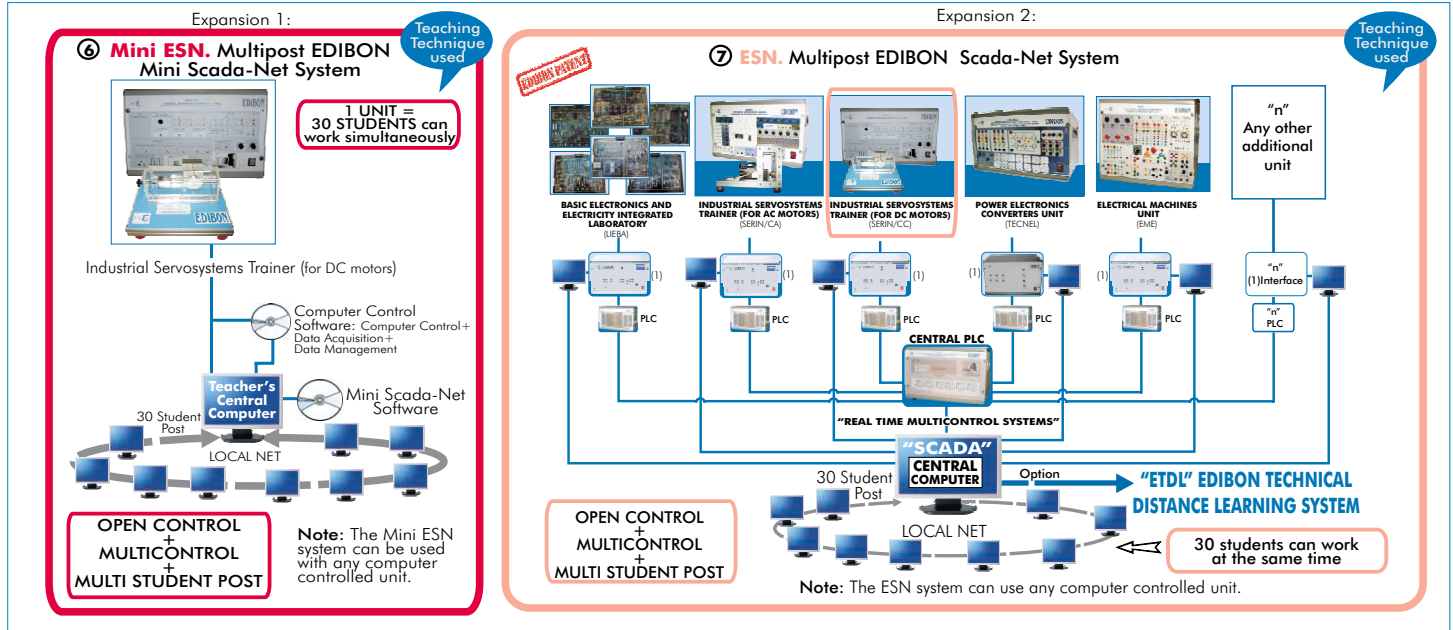 Expansion 1:
Teaching
Technique
used
⑥ Mini ESN. Multipost EDIBON
Mini Scada-Net System
1 UNIT =
30 STUDENTS can
work simultaneously
EDIBON
EDIBON
Industrial Servosystems Trainer (for DC motors)
Computer Control
Software: Computer Control+
Data Acquisition+
Data Management
Teacher's
Central
Computer
Mini Scada-Net
Software
30 Student
Post
LOCAL NET
OPEN CONTROL
+
MULTICONTROL
+
MULTI STUDENT POST
Note: The Mini ESN
system can be used
with any computer
controlled unit.
Expansion 2:
Teaching
Technique
used
⑦ ESN. Multipost EDIBON Scada-Net System
EDIBON PATENT
BASIC ELECTRONICS AND
ELECTRICITY INTEGRATED
LABORATORY
(LIEBA)
INDUSTRIAL SERVOSYSTEMS
TRAINER (FOR AC MOTORS)
(SERIN/CA)
INDUSTRIAL SERVOSYSTEMS
TRAINER (FOR DC MOTORS)
(SERIN/CC)
POWER ELECTRONICS
CONVERTERS UNIT
(TECNEL)
ELECTRICAL MACHINES
UNIT
(EME)
"n"
Any other
additional
unit
(1)
(1)
(1)
(1)
(1)
"n"
(1)Interface
PLC
PLC
PLC
PLC
PLC
"n"
PLC
CENTRAL PLC
"REAL TIME MULTICONTROL SYSTEMS"
"SCADA"
CENTRAL
COMPUTER
Option
"ETDL" EDIBON TECHNICAL
DISTANCE LEARNING SYSTEM
30 Student
Post
LOCAL NET
OPEN CONTROL
+
MULTICONTROL
+
MULTI STUDENT POST
30 students can work
at the same time
Note: The ESN system can use any computer controlled unit.